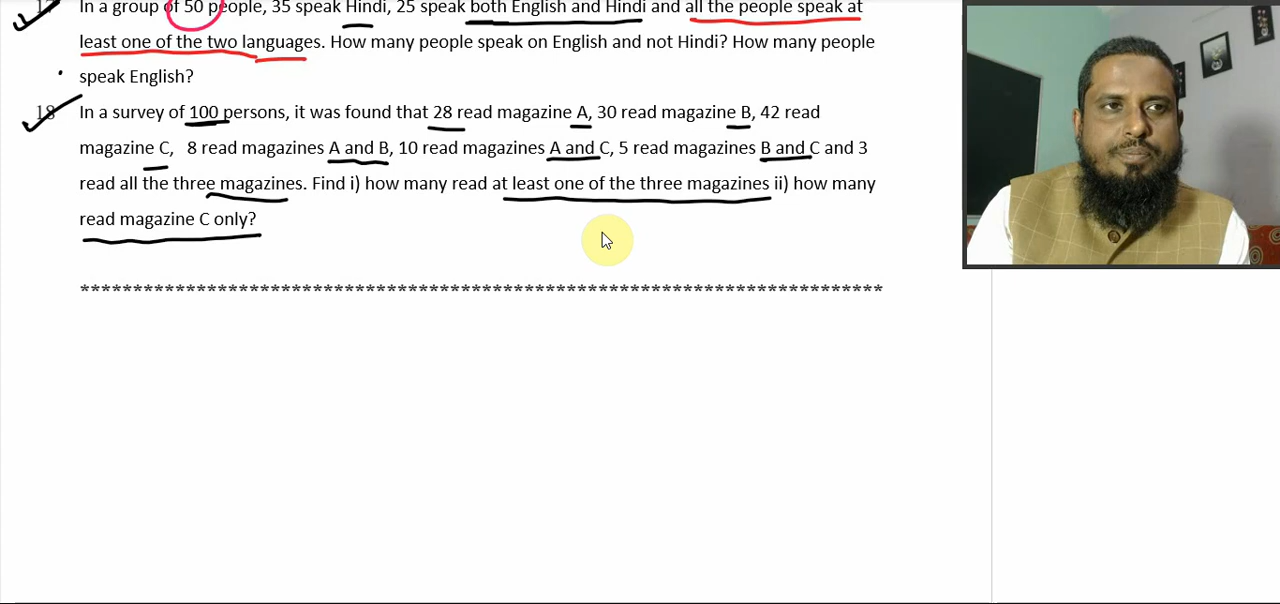 In a group of 50 people, 35 speak Hindi, 25 speak both English and Hindi and all the people speak at
least one of the two languages. How many people speak on English and not Hindi? How many people
speak English?
18 In a survey of 100 persons, it was found that 28 read magazine A, 30 read magazine B, 42 read
magazine C, 8 read magazines A and B, 10 read magazines A and C, 5 read magazines B and C and 3
read all the three magazines. Find i) how many read at least one of the three magazines ii) how many
read magazine C only?
****************************************************************************